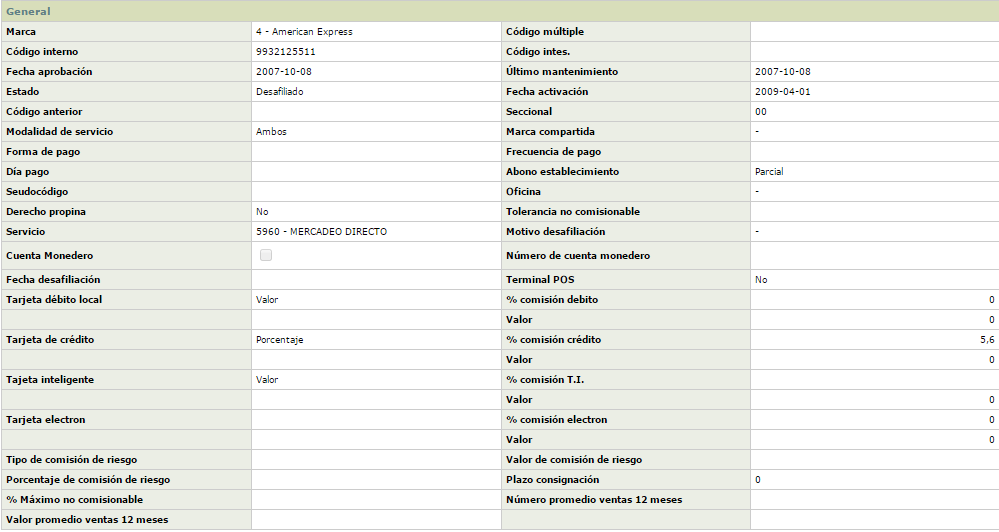 General
Marca 4 - American Express Código múltiple
Código interno 9932125511 Código intes.
Fecha aprobación 2007-10-08 Último mantenimiento 2007-10-08
Estado Desafiliado Fecha activación 2009-04-01
Código anterior Seccional 00
Modalidad de servicio Ambos Marca compartida -
Forma de pago Frecuencia de pago
Día pago Abono establecimiento Parcial
Seudocódigo Oficina -
Derecho propina No Tolerancia no comisionable
Servicio 5960 - MERCADEO DIRECTO Motivo desafiliación -
Cuenta Monedero Número de cuenta monedero
Fecha desafiliación Terminal POS No
Tarjeta débito local Valor % comisión debito 0
Valor 0
Tarjeta de crédito Porcentaje % comisión crédito 5,6
Valor 0
Tajeta inteligente Valor % comisión T.I.
Valor 0
Tarjeta electron % comisión electron 0
Valor 0
Tipo de comisión de riesgo Valor de comisión de riesgo
Porcentaje de comisión de riesgo Plazo consignación 0
% Máximo no comisionable Número promedio ventas 12 meses
Valor promedio ventas 12 meses